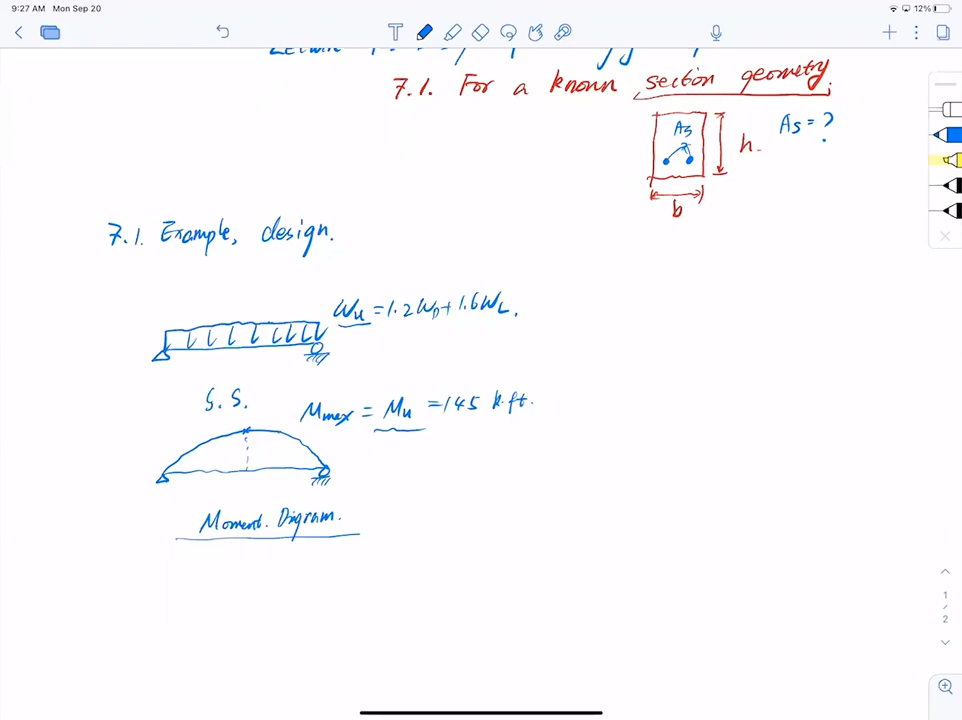 9:27 AM Mon Sep 20
12%
T
7.1. For a known section geometry,
As
As = ?
h.
b
7.1. Example, design.
Wu = 1.2WD + 1.6WL.
S. S.
Mmax = Mu = 145 k.ft.
Moment. Digram.
1
/
2